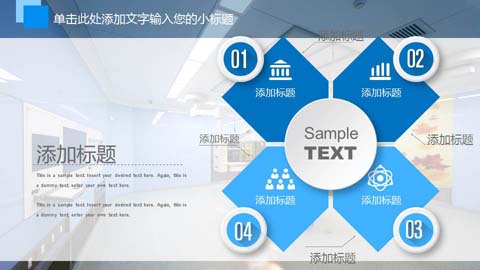 单击此处添加文字输入您的小标题
添加标题
01
02
添加标题
添加标题
添加标题
添加标题
Sample
TEXT
添加标题
This is a sample text Insert your desired text here. Again, this is
a dummy text, enter your own text here.
This is a sample text Insert your desired text here. Again, this is
a dummy text, enter your own text here.
添加标题
添加标题
04
03
添加标题